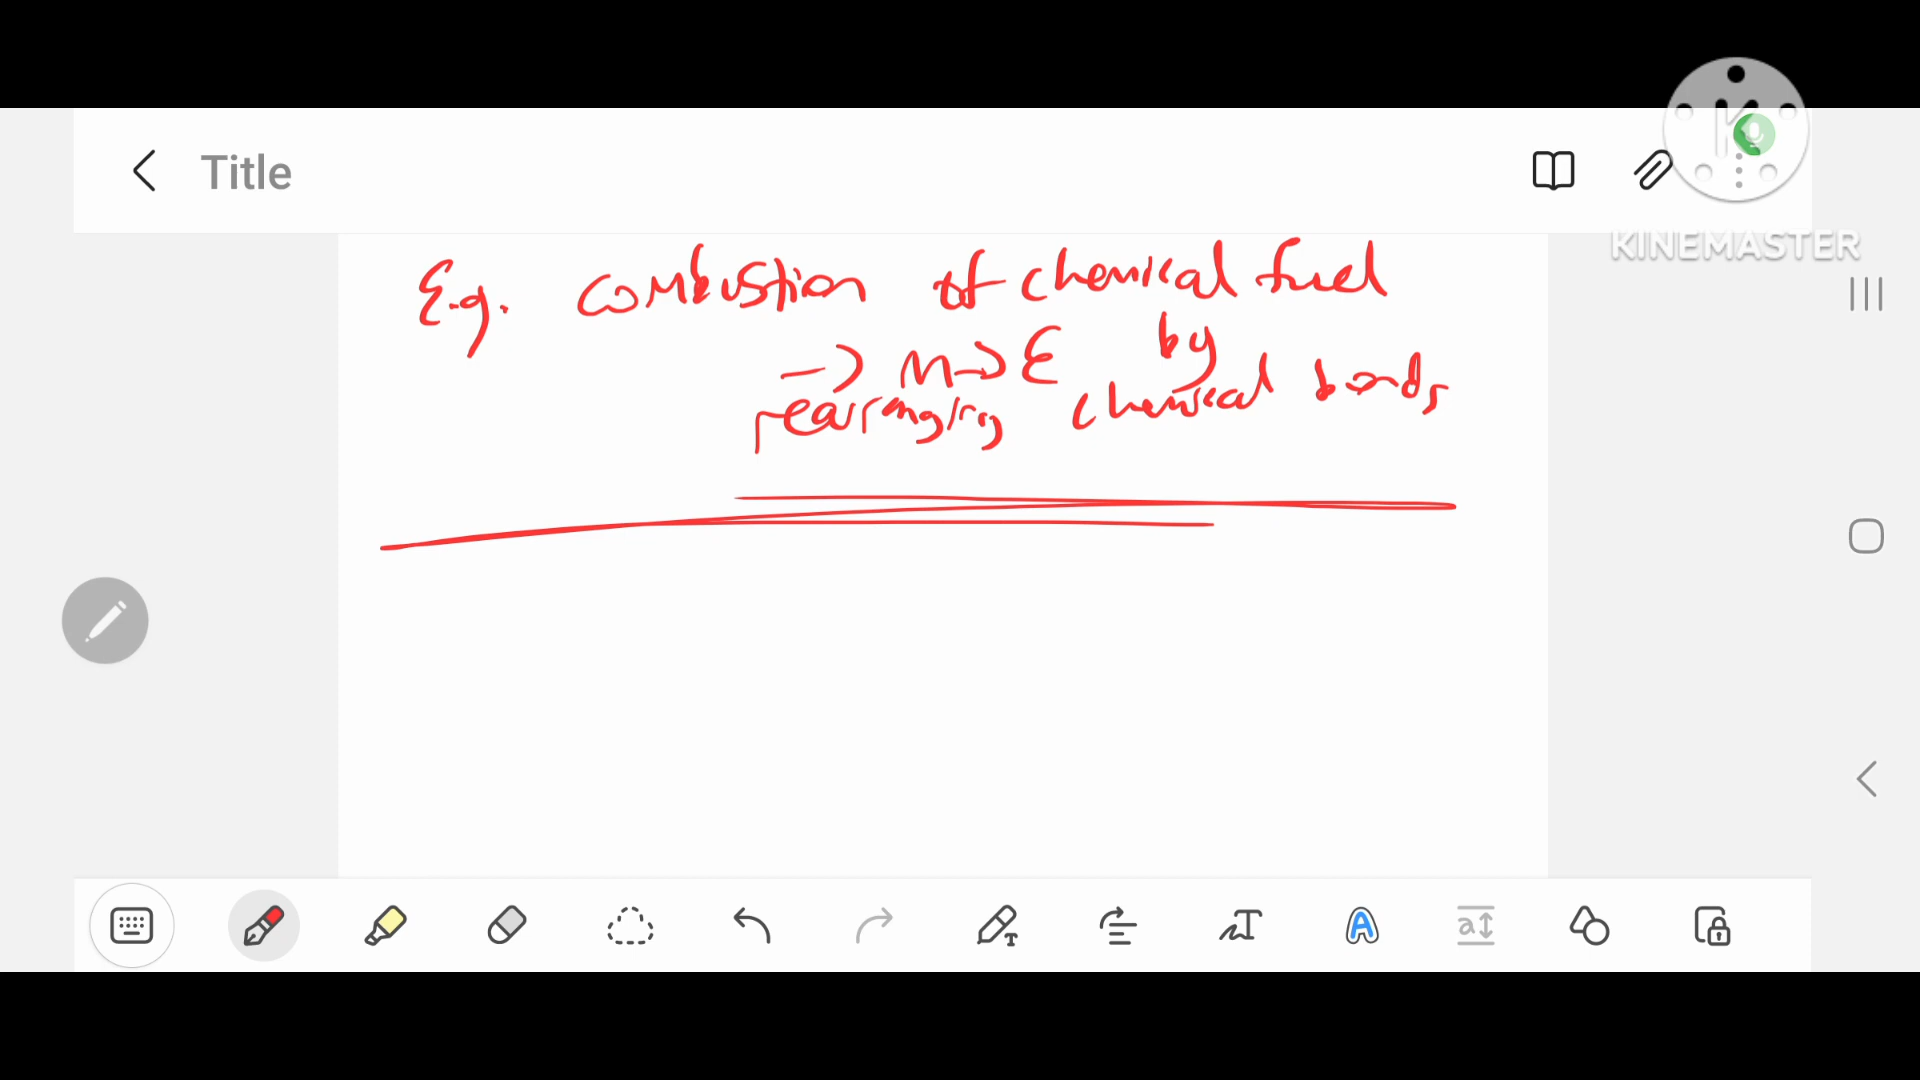 Title
KINEMASTER
E.g. combustion of chemical fuel
→ M→E by
rearranging chemical bonds